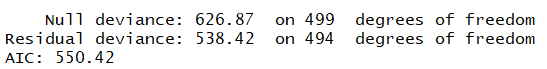 Null deviance: 626.87 on 499 degrees of freedom
Residual deviance: 538.42 on 494 degrees of freedom
AIC: 550.42